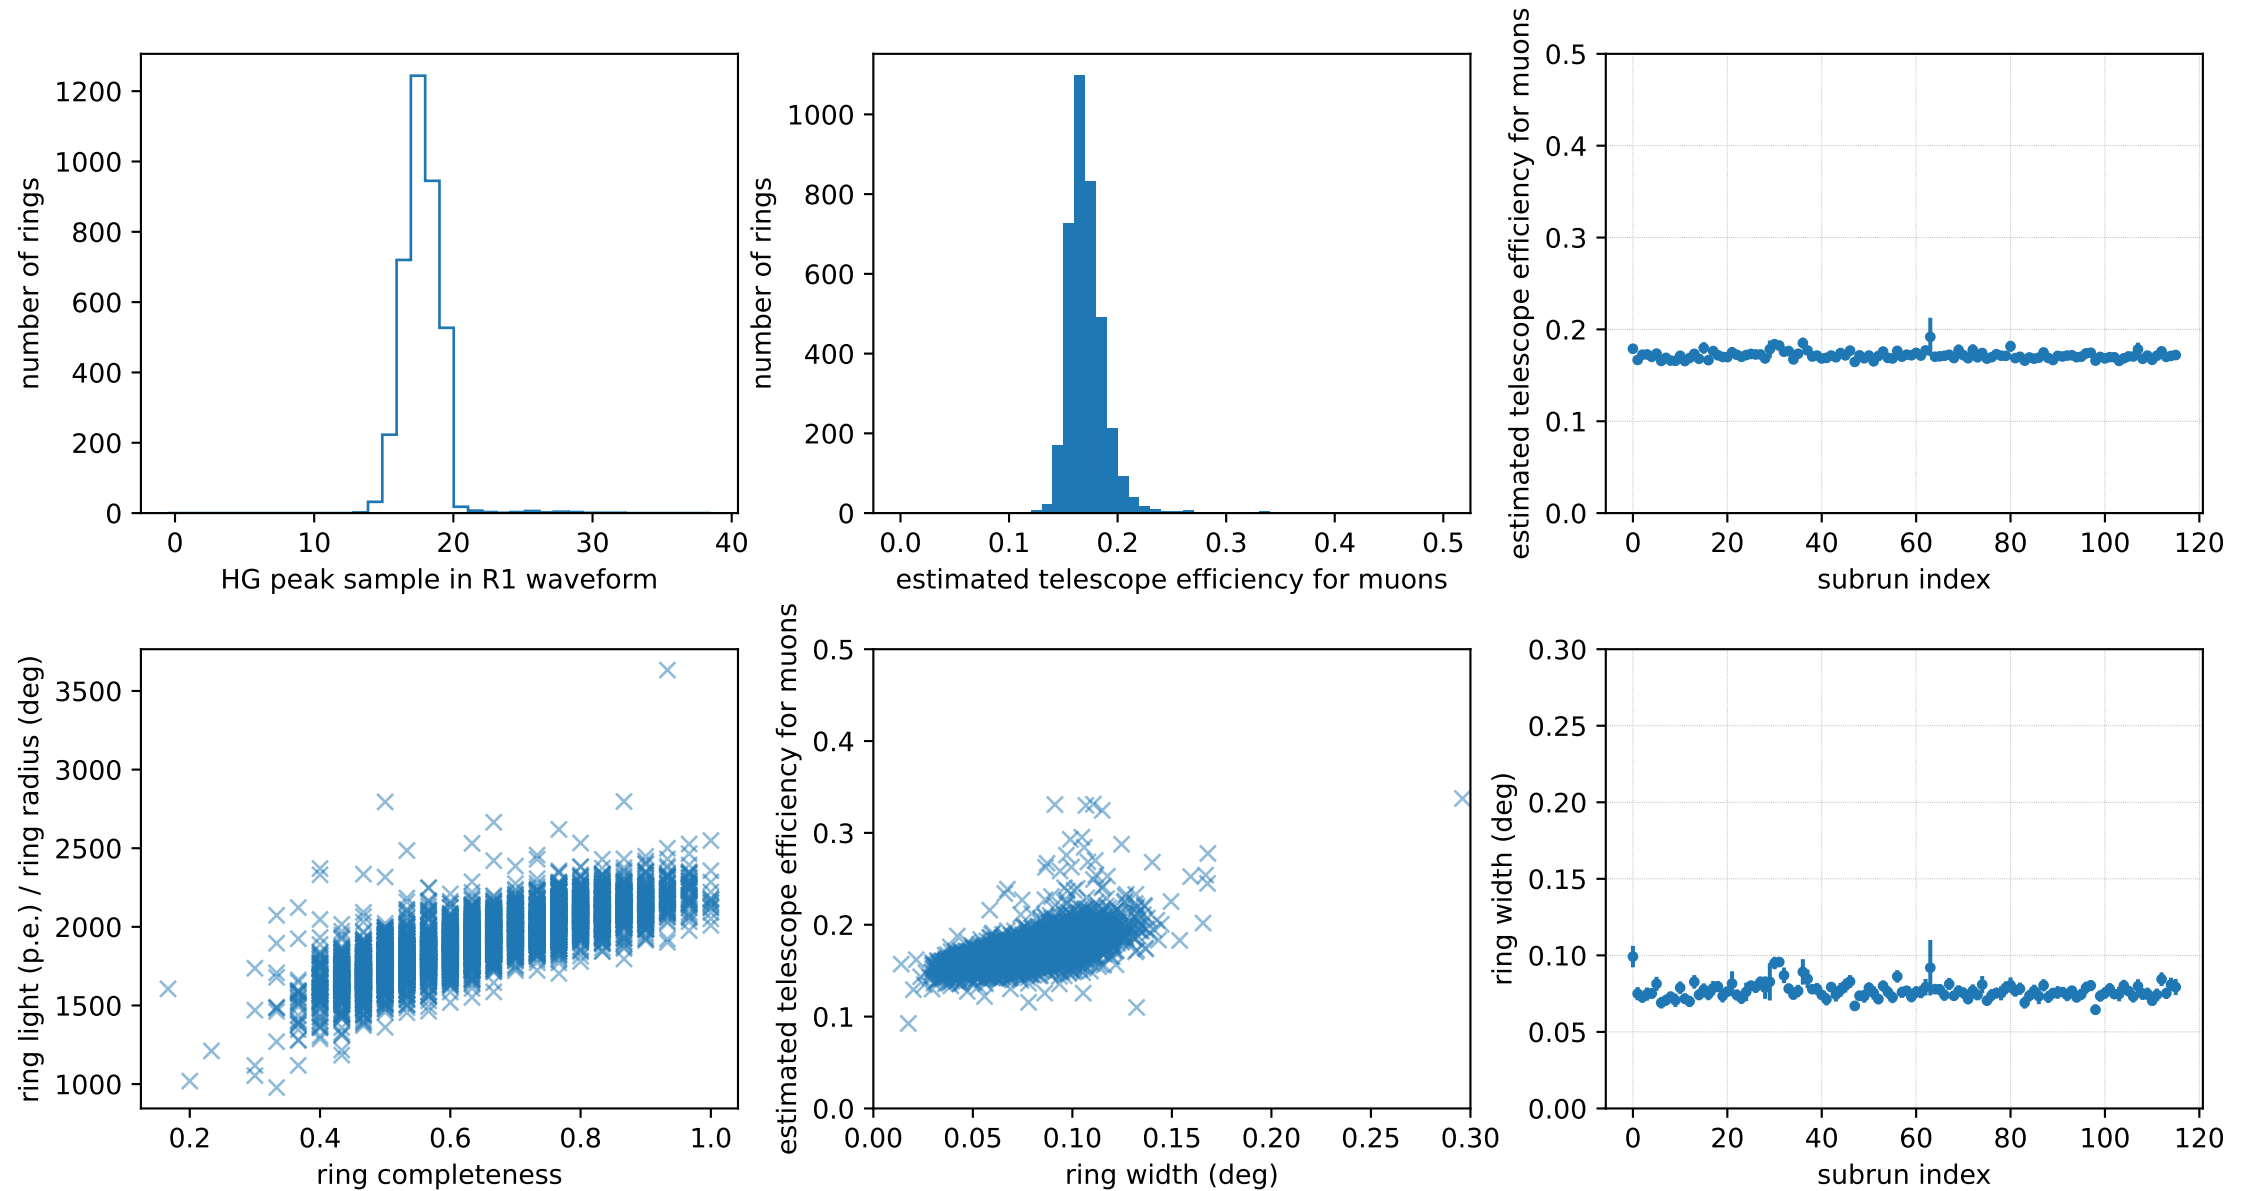 number of rings
1200
1000
800
600
400
200
0
0 10 20 30 40
HG peak sample in R1 waveform
number of rings
1000
800
600
400
200
0
0.0 0.1 0.2 0.3 0.4 0.5
estimated telescope efficiency for muons
estimated telescope efficiency for muons
0.5
0.4
0.3
0.2
0.1
0.0
0 20 40 60 80 100 120
subrun index
ring light (p.e.) / ring radius (deg)
3500
3000
2500
2000
1500
1000
0.2 0.4 0.6 0.8 1.0
ring completeness
estimated telescope efficiency for muons
0.5
0.4
0.3
0.2
0.1
0.0
0.00 0.05 0.10 0.15 0.20 0.25 0.30
ring width (deg)
ring width (deg)
0.30
0.25
0.20
0.15
0.10
0.05
0.00
0 20 40 60 80 100 120
subrun index